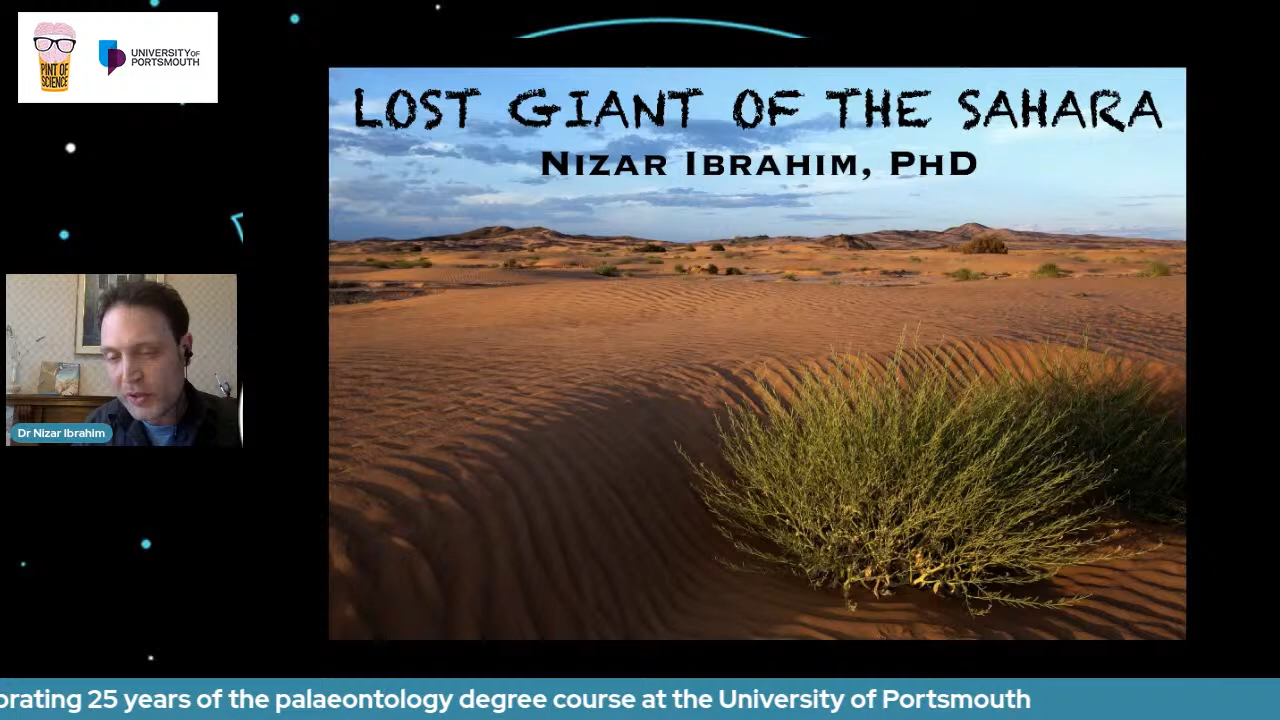 PINT OF
SCIENCE
UNIVERSITY OF
PORTSMOUTH
LOST GIANT OF THE SAHARA
NIZAR IBRAHIM, PHD
Dr Nizar Ibrahim
orating 25 years of the palaeontology degree course at the University of Portsmouth